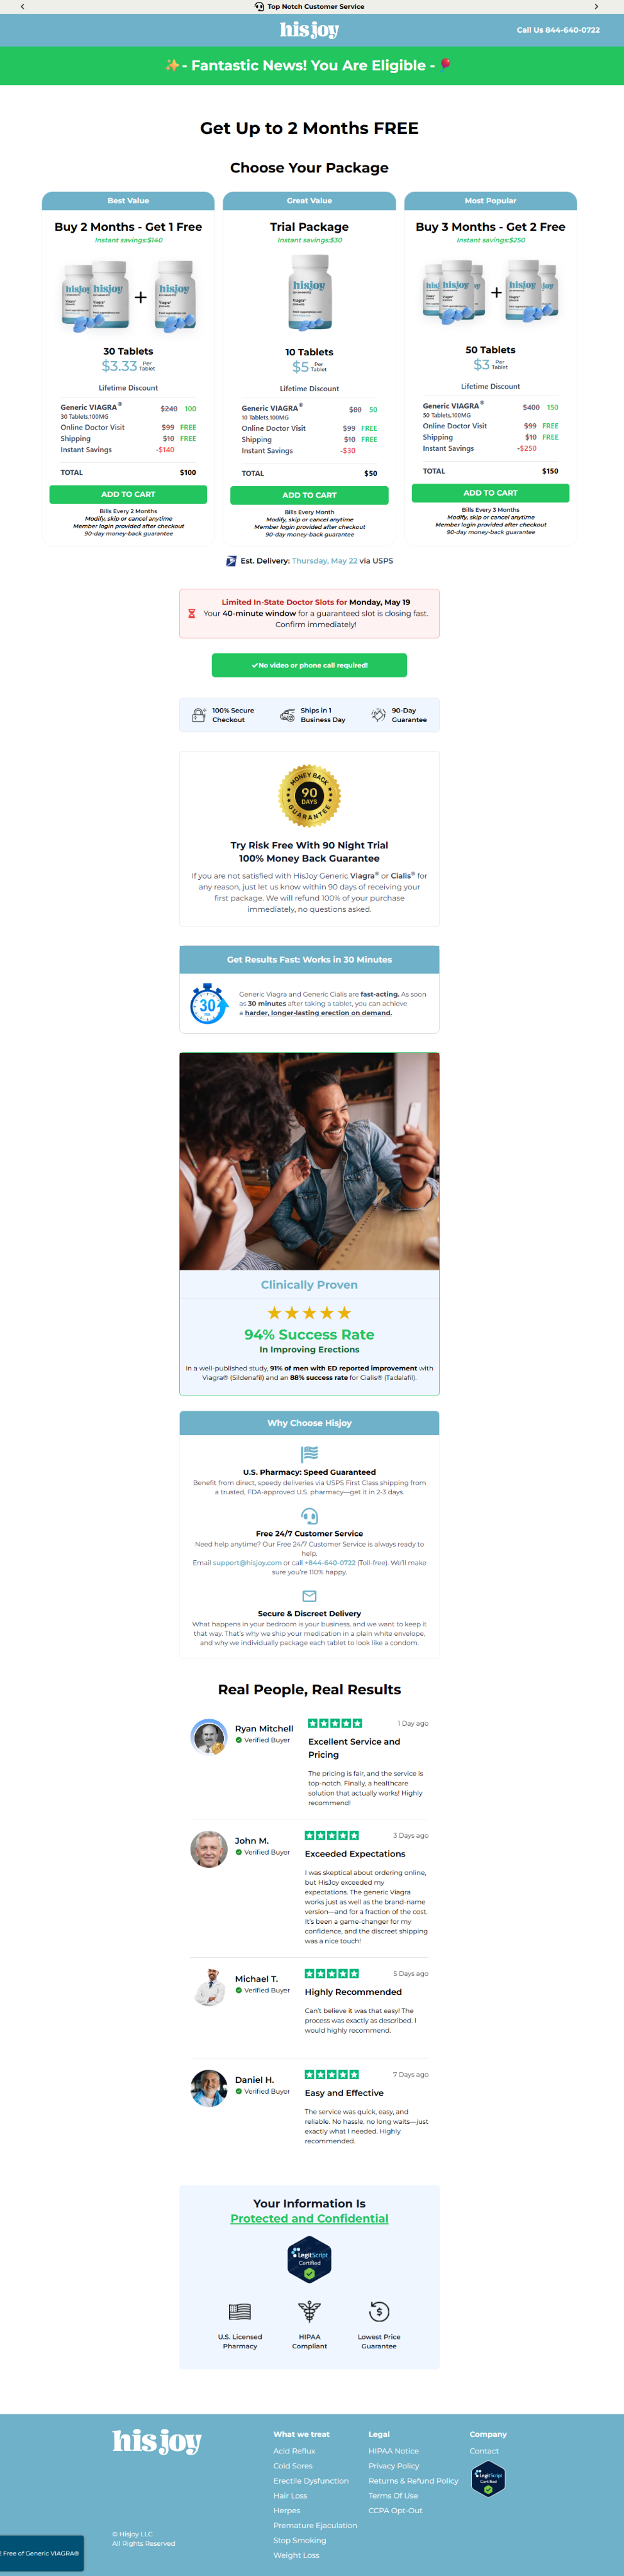 Top Notch Customer Service
hisjoy
Call Us 844-640-0722
✨ - Fantastic News! You Are Eligible - 🎈
Get Up to 2 Months FREE
Choose Your Package
Best Value
Buy 2 Months - Get 1 Free
Instant savings:$140
hisjoy hisjoy + hisjoy
30 Tablets
$3.33 Per Tablet
Lifetime Discount
Generic VIAGRA® $240 100
30 Tablets,100MG
Online Doctor Visit $99 FREE
Shipping $10 FREE
Instant Savings -$140
TOTAL $100
ADD TO CART
Bills Every 2 Months
Modify, skip or cancel anytime
Member login provided after checkout
90-day money-back guarantee
Great Value
Trial Package
Instant savings:$30
hisjoy
Viagra®
10 Tablets
$5 Per Tablet
Lifetime Discount
Generic VIAGRA® $80 50
10 Tablets,100MG
Online Doctor Visit $99 FREE
Shipping $10 FREE
Instant Savings -$30
TOTAL $50
ADD TO CART
Bills Every Month
Modify, skip or cancel anytime
Member login provided after checkout
90-day money-back guarantee
Most Popular
Buy 3 Months - Get 2 Free
Instant savings:$250
hisjoy hisjoy + hisjoy
50 Tablets
$3 Per Tablet
Lifetime Discount
Generic VIAGRA® $400 150
50 Tablets,100MG
Online Doctor Visit $99 FREE
Shipping $10 FREE
Instant Savings -$250
TOTAL $150
ADD TO CART
Bills Every 3 Months
Modify, skip or cancel anytime
Member login provided after checkout
90-day money-back guarantee
Est. Delivery: Thursday, May 22 via USPS
Limited In-State Doctor Slots for Monday, May 19
Your 40-minute window for a guaranteed slot is closing fast.
Confirm immediately!
✓No video or phone call required!
100% Secure
Checkout
Ships in 1
Business Day
90-Day
Guarantee
MONEY BACK
90
DAYS
GUARANTEE
Try Risk Free With 90 Night Trial
100% Money Back Guarantee
If you are not satisfied with HisJoy Generic Viagra® or Cialis® for
any reason, just let us know within 90 days of receiving your
first package. We will refund 100% of your purchase
immediately, no questions asked.
Get Results Fast: Works in 30 Minutes
30
Generic Viagra and Generic Cialis are fast-acting. As soon
as 30 minutes after taking a tablet, you can achieve
a harder, longer-lasting erection on demand.
Clinically Proven
94% Success Rate
In Improving Erections
In a well-published study, 91% of men with ED reported improvement with
Viagra® (Sildenafil) and an 88% success rate for Cialis® (Tadalafil).
Why Choose Hisjoy
U.S. Pharmacy: Speed Guaranteed
Benefit from direct, speedy deliveries via USPS First Class shipping from
a trusted, FDA-approved U.S. pharmacy—get it in 2-3 days.
Free 24/7 Customer Service
Need help anytime? Our Free 24/7 Customer Service is always ready to
help.
Email support@hisjoy.com or call +844-640-0722 (Toll-free). We'll make
sure you're 110% happy.
Secure & Discreet Delivery
What happens in your bedroom is your business, and we want to keep it
that way. That's why we ship your medication in a plain white envelope,
and why we individually package each tablet to look like a condom.
Real People, Real Results
Ryan Mitchell
Verified Buyer
1 Day ago
Excellent Service and
Pricing
The pricing is fair, and the service is
top-notch. Finally, a healthcare
solution that actually works! Highly
recommend!
John M.
Verified Buyer
3 Days ago
Exceeded Expectations
I was skeptical about ordering online,
but HisJoy exceeded my
expectations. The generic Viagra
works just as well as the brand-name
version—and for a fraction of the cost.
It's been a game-changer for my
confidence, and the discreet shipping
was a nice touch!
Michael T.
Verified Buyer
5 Days ago
Highly Recommended
Can't believe it was that easy! The
process was exactly as described. I
would highly recommend.
Daniel H.
Verified Buyer
7 Days ago
Easy and Effective
The service was quick, easy, and
reliable. No hassle, no long waits—just
exactly what I needed. Highly
recommended.
Your Information Is
Protected and Confidential
LegitScript
Certified
U.S. Licensed
Pharmacy
HIPAA
Compliant
Lowest Price
Guarantee
hisjoy
© Hisjoy LLC
All Rights Reserved
What we treat
Acid Reflux
Cold Sores
Erectile Dysfunction
Hair Loss
Herpes
Premature Ejaculation
Stop Smoking
Weight Loss
Legal
HIPAA Notice
Privacy Policy
Returns & Refund Policy
Terms Of Use
CCPA Opt-Out
Company
Contact
LegitScript
Certified
Free of Generic VIAGRA®